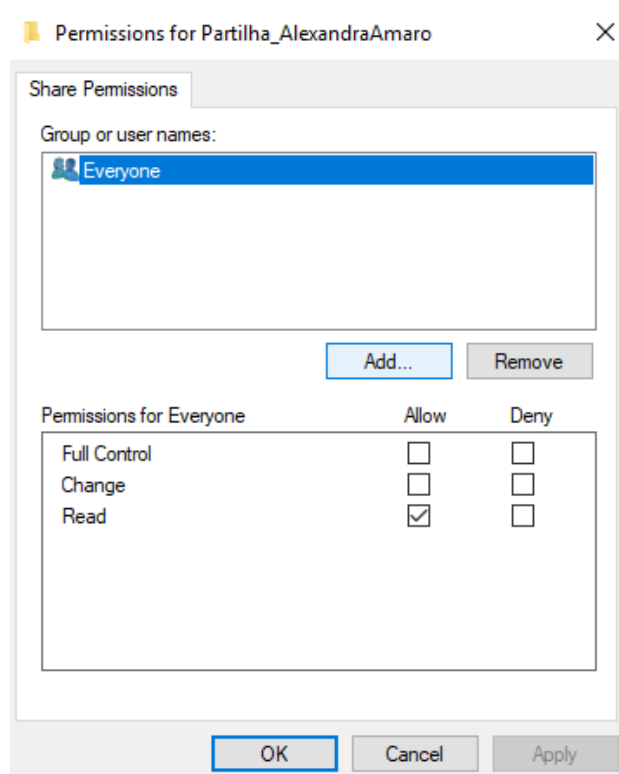 Permissions for Partilha_AlexandraAmaro
Share Permissions
Group or user names:
Everyone
Add... Remove
Permissions for Everyone Allow Deny
Full Control
Change
Read
OK Cancel Apply